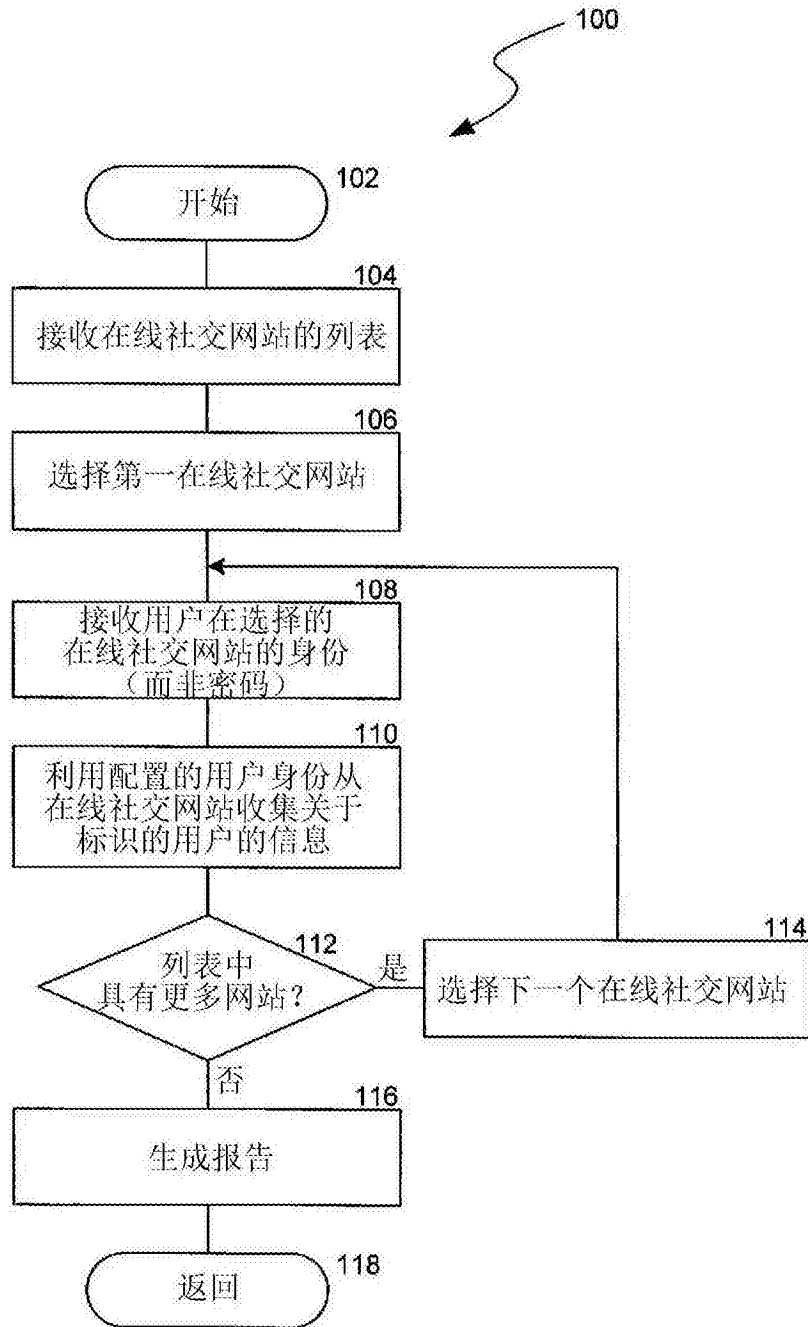 100
102
开始
104
接收在线社交网站的列表
106
选择第一在线社交网站
108
接收用户在选择的
在线社交网站的身份
（而非密码）
110
利用配置的用户身份从
在线社交网站收集关于
标识的用户的信息
112
列表中
具有更多网站？
是
114
选择下一个在线社交网站
否
116
生成报告
118
返回